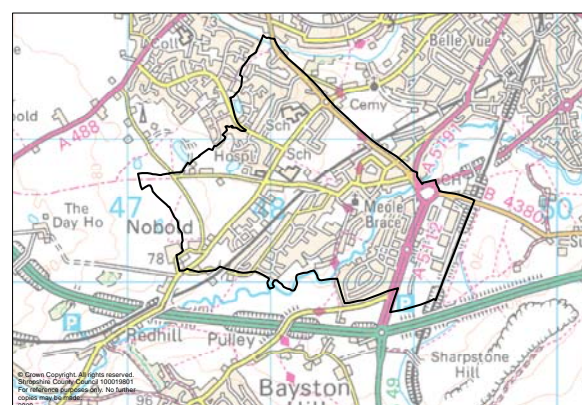 Coll
Belle Vue
Cemy
A 488
Sch
Hospl
Sch
A 5191
B 4380
The
Day Ho
47
48
Meole
Brace
50
Nobold
A 5112
78
P
P
Redhill
Pulley
Sharpstone
Hill
49
Bayston
96
© Crown Copyright. All rights reserved.
Shropshire County Council 100019801
For reference purposes only. No further
copies may be made.